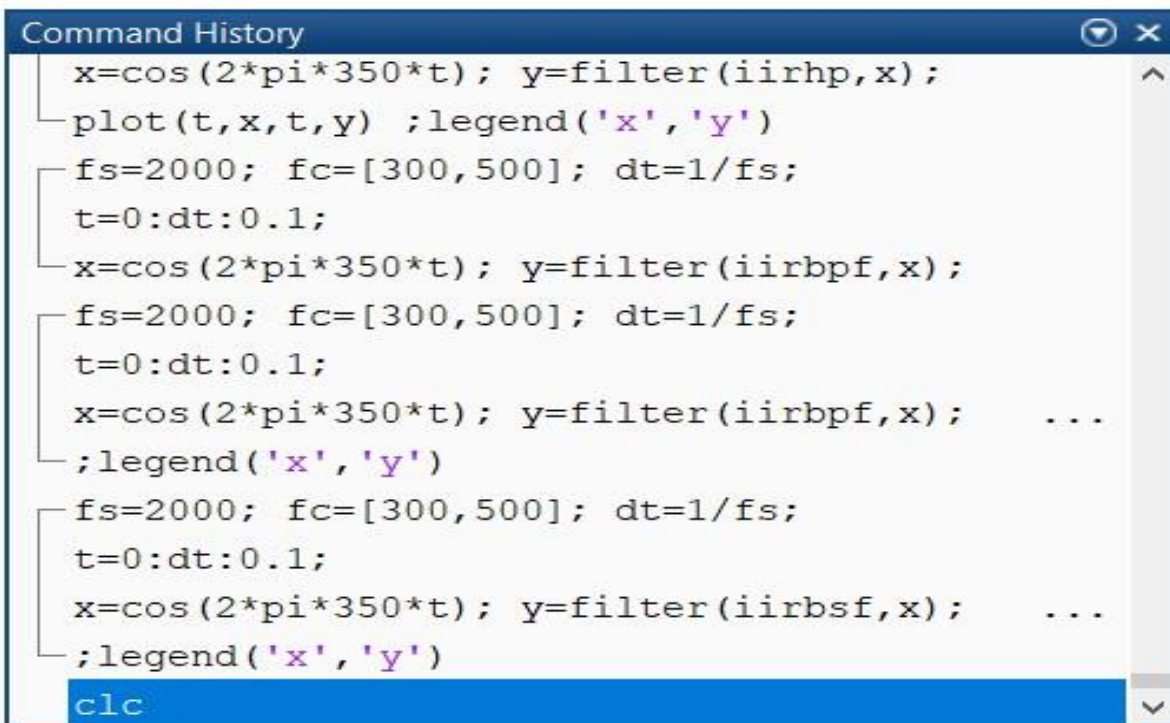 Command History
x=cos(2*pi*350*t); y=filter(iirhp,x);
plot(t,x,t,y) ;legend('x','y')
fs=2000; fc=[300,500]; dt=1/fs;
t=0:dt:0.1;
x=cos(2*pi*350*t); y=filter(iirbpf,x);
fs=2000; fc=[300,500]; dt=1/fs;
t=0:dt:0.1;
x=cos(2*pi*350*t); y=filter(iirbpf,x); ...
;legend('x','y')
fs=2000; fc=[300,500]; dt=1/fs;
t=0:dt:0.1;
x=cos(2*pi*350*t); y=filter(iirbsf,x); ...
;legend('x','y')
clc